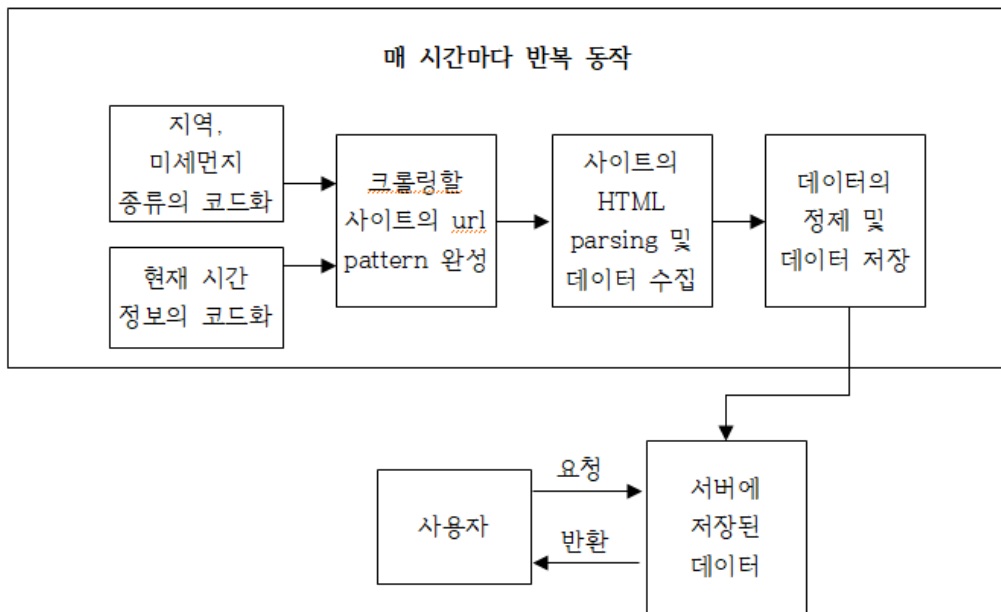 매 시간마다 반복 동작
지역,
미세먼지
종류의 코드화
현재 시간
정보의 코드화
크롤링할
사이트의 url
pattern 완성
사이트의
HTML
parsing 및
데이터 수집
데이터의
정제 및
데이터 저장
사용자
요청
반환
서버에
저장된
데이터